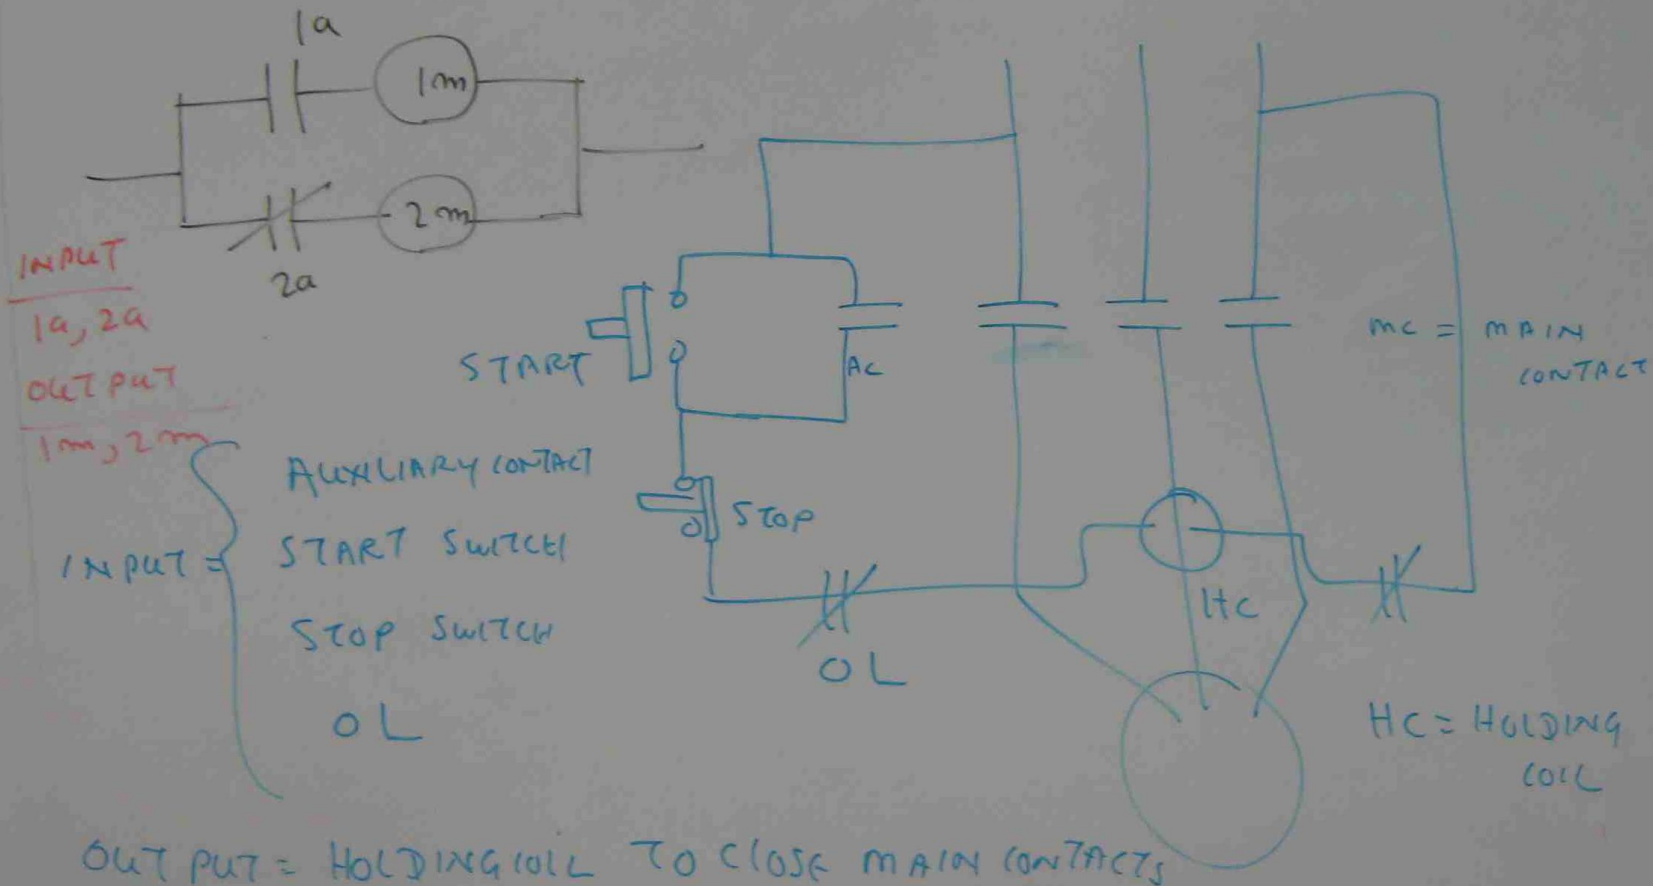 1a
1m
2m
2a
INPUT
1a, 2a
OUTPUT
1m, 2m
START
AC
MC = MAIN
CONTACT
INPUT =
AUXILIARY CONTACT
START SWITCH
STOP SWITCH
OL
STOP
OL
HC
HC = HOLDING
COIL
OUTPUT = HOLDING COIL TO CLOSE MAIN CONTACTS